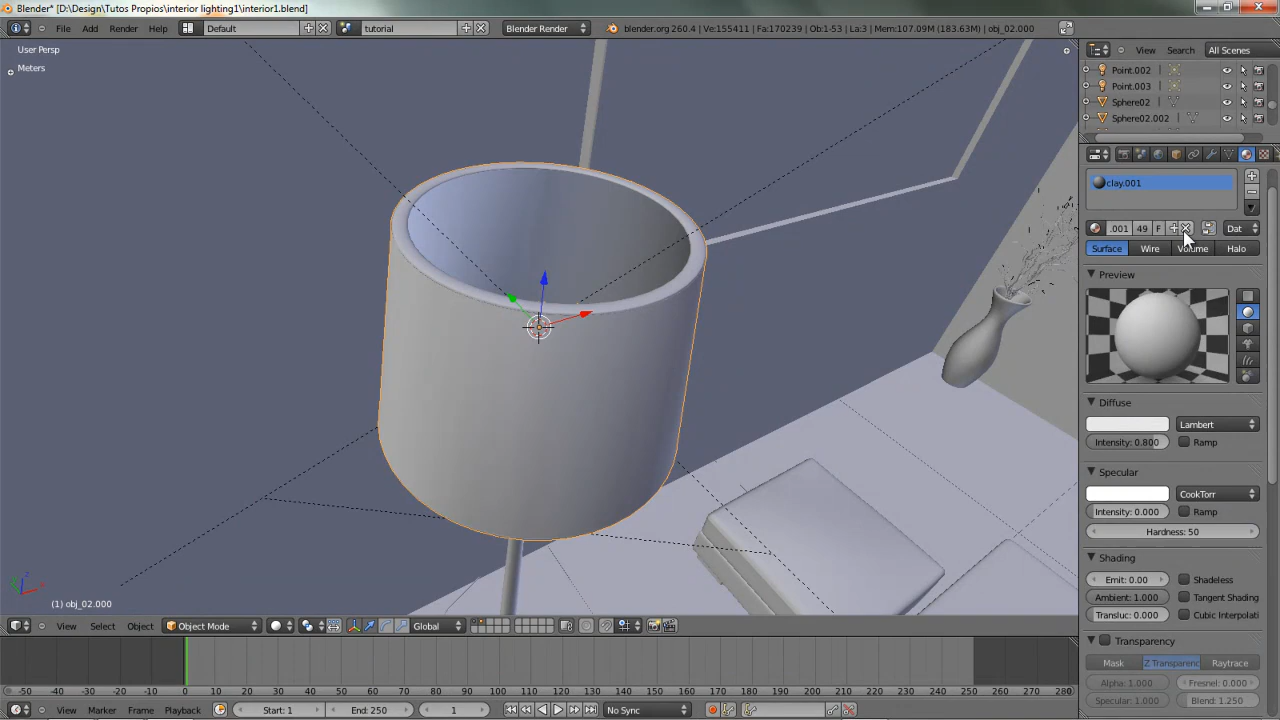 Blender* [D:\Design\Tutos Propios\interior lighting1\interior1.blend]
File Add Render Help Default tutorial Blender Render blender.org 260.4 | Ve:155411 | Fa:170239 | Ob:1-53 | La:3 | Mem:107.09M (183.63M) | obj_02.000
User Persp
Meters
View Search All Scenes
Point.002
Point.003
Sphere02
Sphere02.002
clay.001
.001 49 F Dat
Surface Wire Volume Halo
Preview
Diffuse
Lambert
Intensity: 0.800 Ramp
Specular
CookTorr
Intensity: 0.000 Ramp
Hardness: 50
Shading
Emit: 0.00 Shadeless
Ambient: 1.000 Tangent Shading
Transluc: 0.000 Cubic Interpolati
Transparency
Mask Z Transparenc Raytrace
Alpha: 1.000 Fresnel: 0.000
Specular: 1.000 Blend: 1.250
(1) obj_02.000
View Select Object Object Mode Global
-50 -40 -30 -20 -10 0 10 20 30 40 50 60 70 80 90 100 110 120 130 140 150 160 170 180 190 200 210 220 230 240 250 260 270 280
View Marker Frame Playback Start: 1 End: 250 1 No Sync